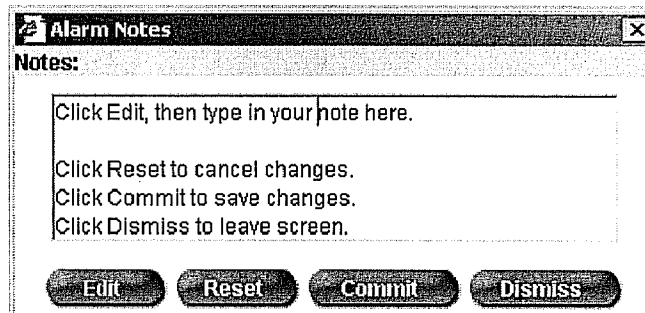 Alarm Notes
Notes:
Click Edit, then type in your note here.
Click Reset to cancel changes.
Click Commit to save changes.
Click Dismiss to leave screen.
Edit Reset Commit Dismiss